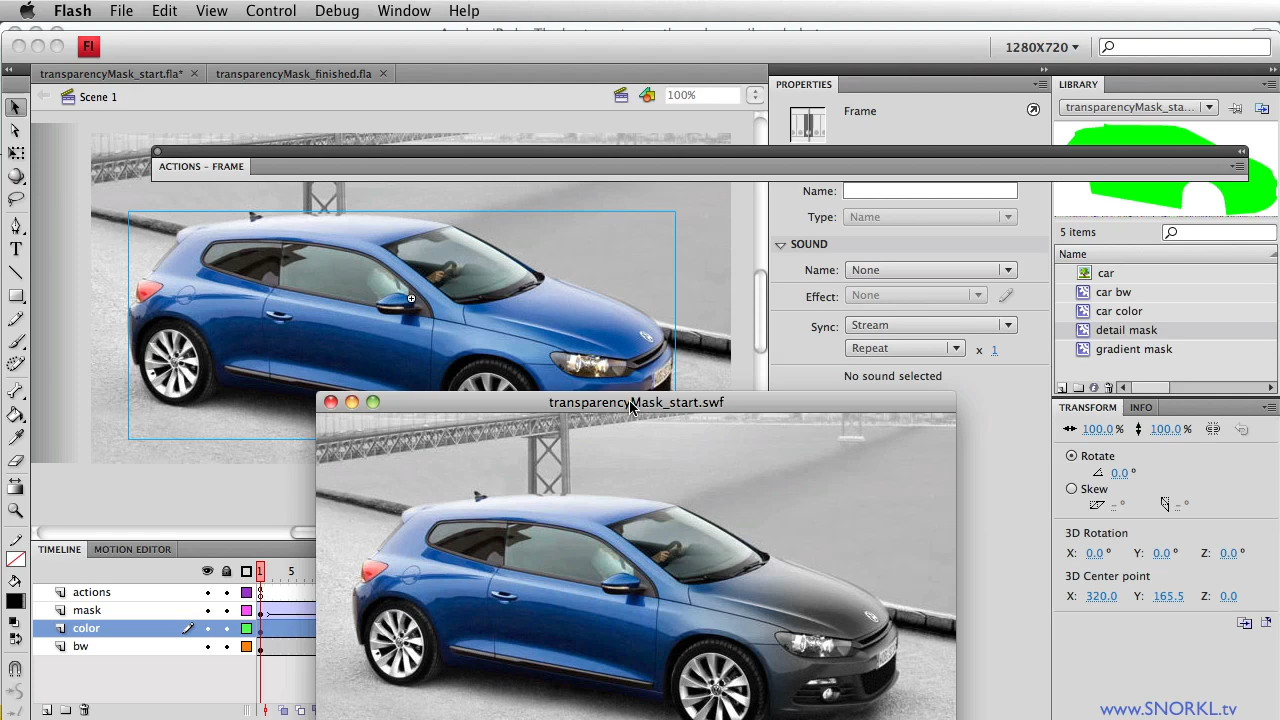 Flash File Edit View Control Debug Window Help
Fl 1280X720
transparencyMask_start.fla* transparencyMask_finished.fla
Scene 1 100%
PROPERTIES
Frame
LIBRARY
transparencyMask_sta...
ACTIONS - FRAME
Name:
Type: Name
SOUND
Name: None
Effect: None
Sync: Stream
Repeat x 1
No sound selected
5 items
Name
car
car bw
car color
detail mask
gradient mask
TRANSFORM INFO
100.0 % 100.0 %
Rotate
0.0 °
Skew
- ° - °
3D Rotation
X: 0.0 ° Y: 0.0 ° Z: 0.0 °
3D Center point
X: 320.0 Y: 165.5 Z: 0.0
transparencyMask_start.swf
TIMELINE MOTION EDITOR
1 5
actions
mask
color
bw
www.SNORKL.tv